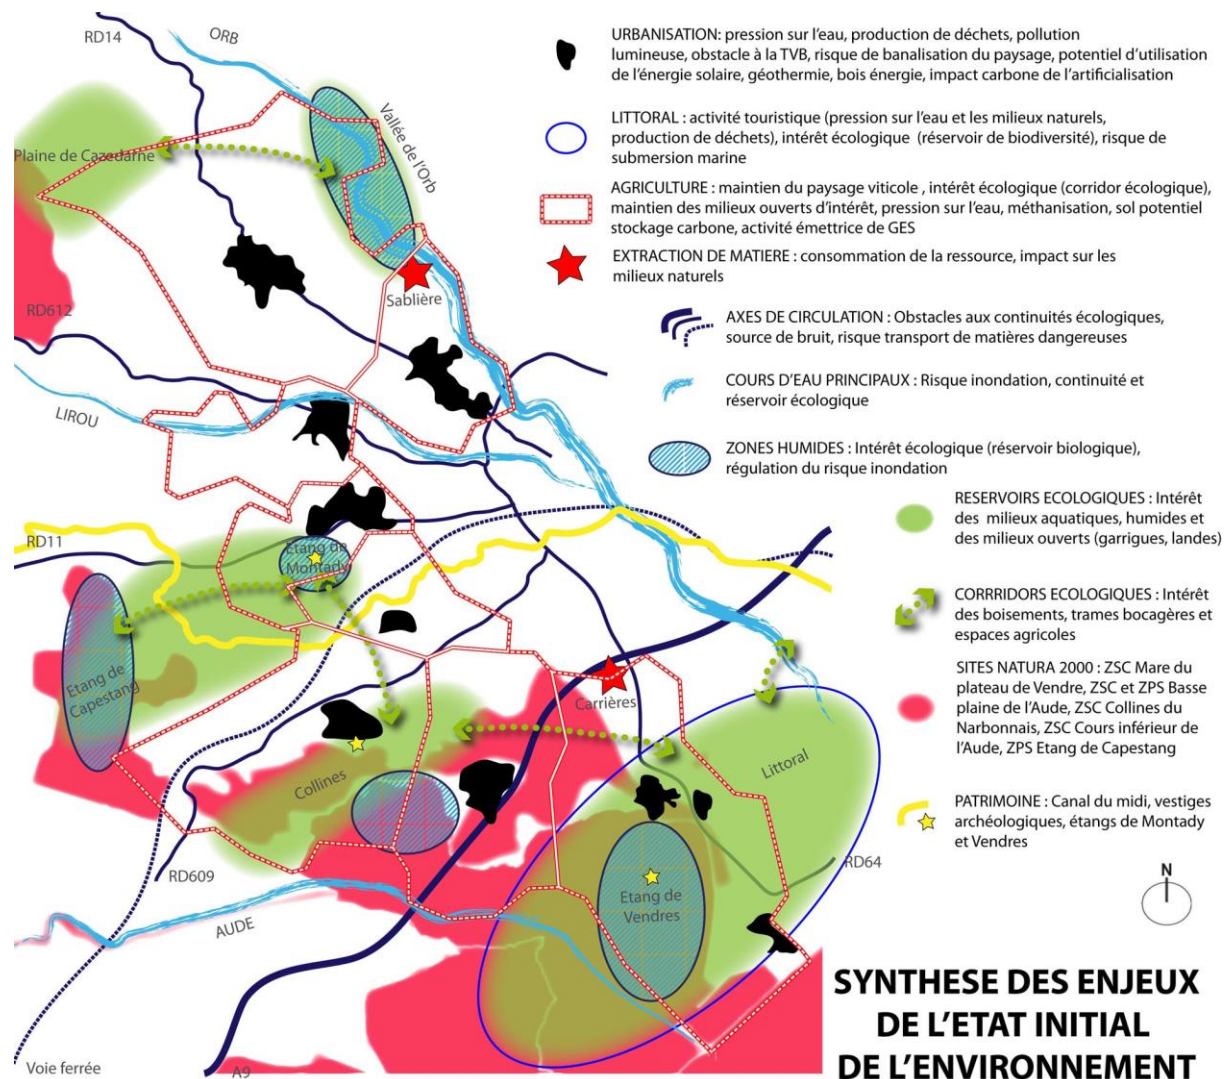 RD14
ORB
Vallée de l'Orb
Plaine de Cazedarne
RD612
Sablière
LIROU
RD11
Etang de
Montady
Etang de
Capestang
Carrières
Collines
Littoral
RD64
RD609
Etang de
Vendres
AUDE
Voie ferrée
A9
URBANISATION: pression sur l'eau, production de déchets, pollution
lumineuse, obstacle à la TVB, risque de banalisation du paysage, potentiel d'utilisation
de l'énergie solaire, géothermie, bois énergie, impact carbone de l'artificialisation
LITTORAL : activité touristique (pression sur l'eau et les milieux naturels,
production de déchets), intérêt écologique (réservoir de biodiversité), risque de
submersion marine
AGRICULTURE : maintien du paysage viticole , intérêt écologique (corridor écologique),
maintien des milieux ouverts d'intérêt, pression sur l'eau, méthanisation, sol potentiel
stockage carbone, activité émettrice de GES
EXTRACTION DE MATIERE : consommation de la ressource, impact sur les
milieux naturels
AXES DE CIRCULATION : Obstacles aux continuités écologiques,
source de bruit, risque transport de matières dangereuses
COURS D'EAU PRINCIPAUX : Risque inondation, continuité et
réservoir écologique
ZONES HUMIDES : Intérêt écologique (réservoir biologique),
régulation du risque inondation
RESERVOIRS ECOLOGIQUES : Intérêt
des milieux aquatiques, humides et
des milieux ouverts (garrigues, landes)
CORRRIDORS ECOLOGIQUES : Intérêt
des boisements, trames bocagères et
espaces agricoles
SITES NATURA 2000 : ZSC Mare du
plateau de Vendre, ZSC et ZPS Basse
plaine de l'Aude, ZSC Collines du
Narbonnais, ZSC Cours inférieur de
l'Aude, ZPS Etang de Capestang
PATRIMOINE : Canal du midi, vestiges
archéologiques, étangs de Montady
et Vendres
N
SYNTHESE DES ENJEUX
DE L'ETAT INITIAL
DE L'ENVIRONNEMENT